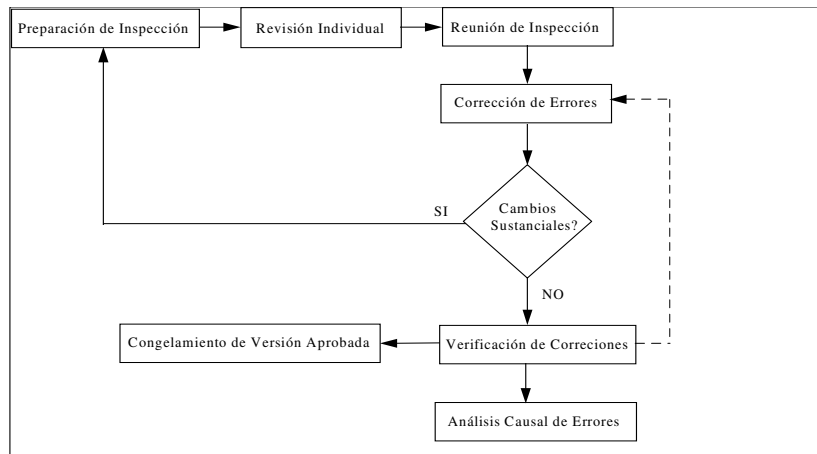 Preparación de Inspección
Revisión Individual
Reunión de Inspección
Corrección de Errores
SI
Cambios
Sustanciales?
NO
Congelamiento de Versión Aprobada
Verificación de Correciones
Análisis Causal de Errores